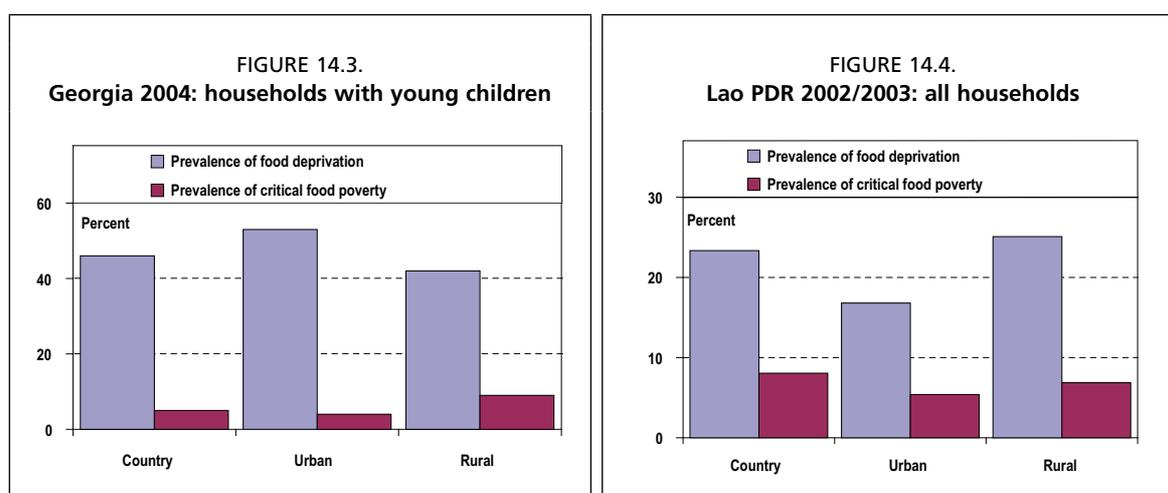 FIGURE 14.3.
Georgia 2004: households with young children
Prevalence of food deprivation
Prevalence of critical food poverty
60
Percent
40
20
0
Country Urban Rural
FIGURE 14.4.
Lao PDR 2002/2003: all households
Prevalence of food deprivation
Prevalence of critical food poverty
30
Percent
20
10
0
Country Urban Rural